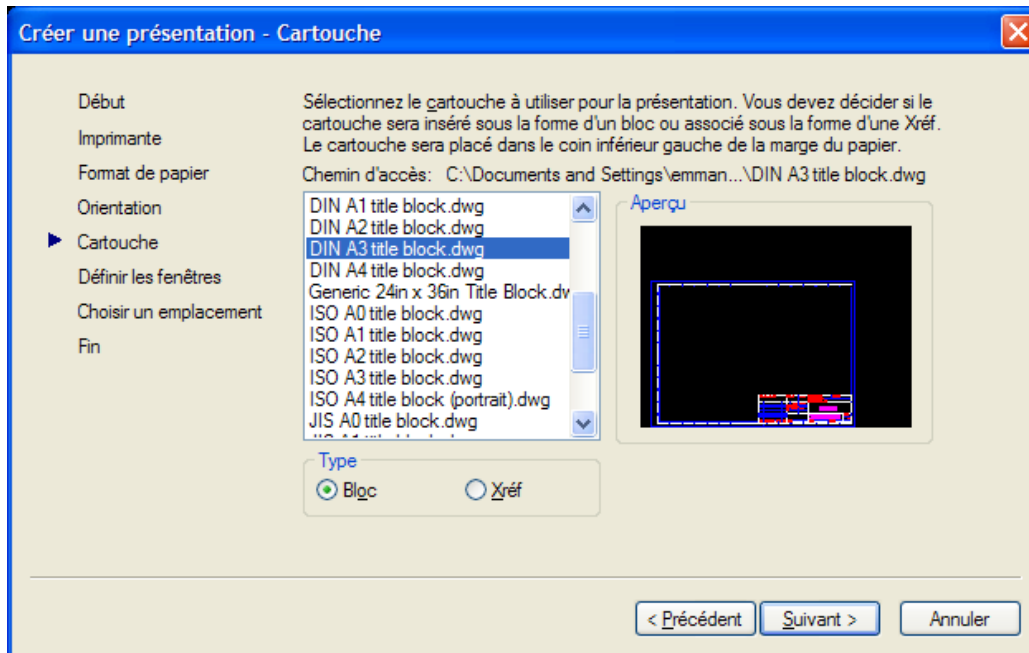 Créer une présentation - Cartouche
Début
Imprimante
Format de papier
Orientation
Cartouche
Définir les fenêtres
Choisir un emplacement
Fin
Sélectionnez le cartouche à utiliser pour la présentation. Vous devez décider si le
cartouche sera inséré sous la forme d'un bloc ou associé sous la forme d'une Xréf.
Le cartouche sera placé dans le coin inférieur gauche de la marge du papier.
Chemin d'accès: C:\Documents and Settings\emman...\DIN A3 title block.dwg
DIN A1 title block.dwg
DIN A2 title block.dwg
DIN A3 title block.dwg
DIN A4 title block.dwg
Generic 24in x 36in Title Block.dw
ISO A0 title block.dwg
ISO A1 title block.dwg
ISO A2 title block.dwg
ISO A3 title block.dwg
ISO A4 title block (portrait).dwg
JIS A0 title block.dwg
Aperçu
Type
Bloc
Xréf
< Précédent
Suivant >
Annuler